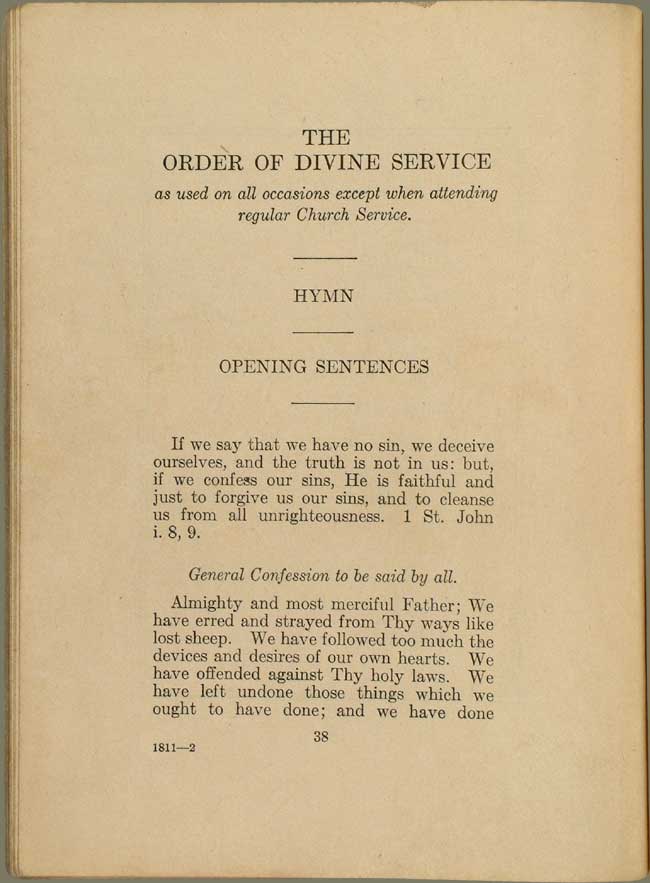 THE
ORDER OF DIVINE SERVICE
as used on all occasions except when attending
regular Church Service.
HYMN
OPENING SENTENCES
If we say that we have no sin, we deceive
ourselves, and the truth is not in us: but,
if we confess our sins, He is faithful and
just to forgive us our sins, and to cleanse
us from all unrighteousness. 1 St. John
i. 8, 9.
General Confession to be said by all.
Almighty and most merciful Father; We
have erred and strayed from Thy ways like
lost sheep. We have followed too much the
devices and desires of our own hearts. We
have offended against Thy holy laws. We
have left undone those things which we
ought to have done; and we have done
38
1811—2